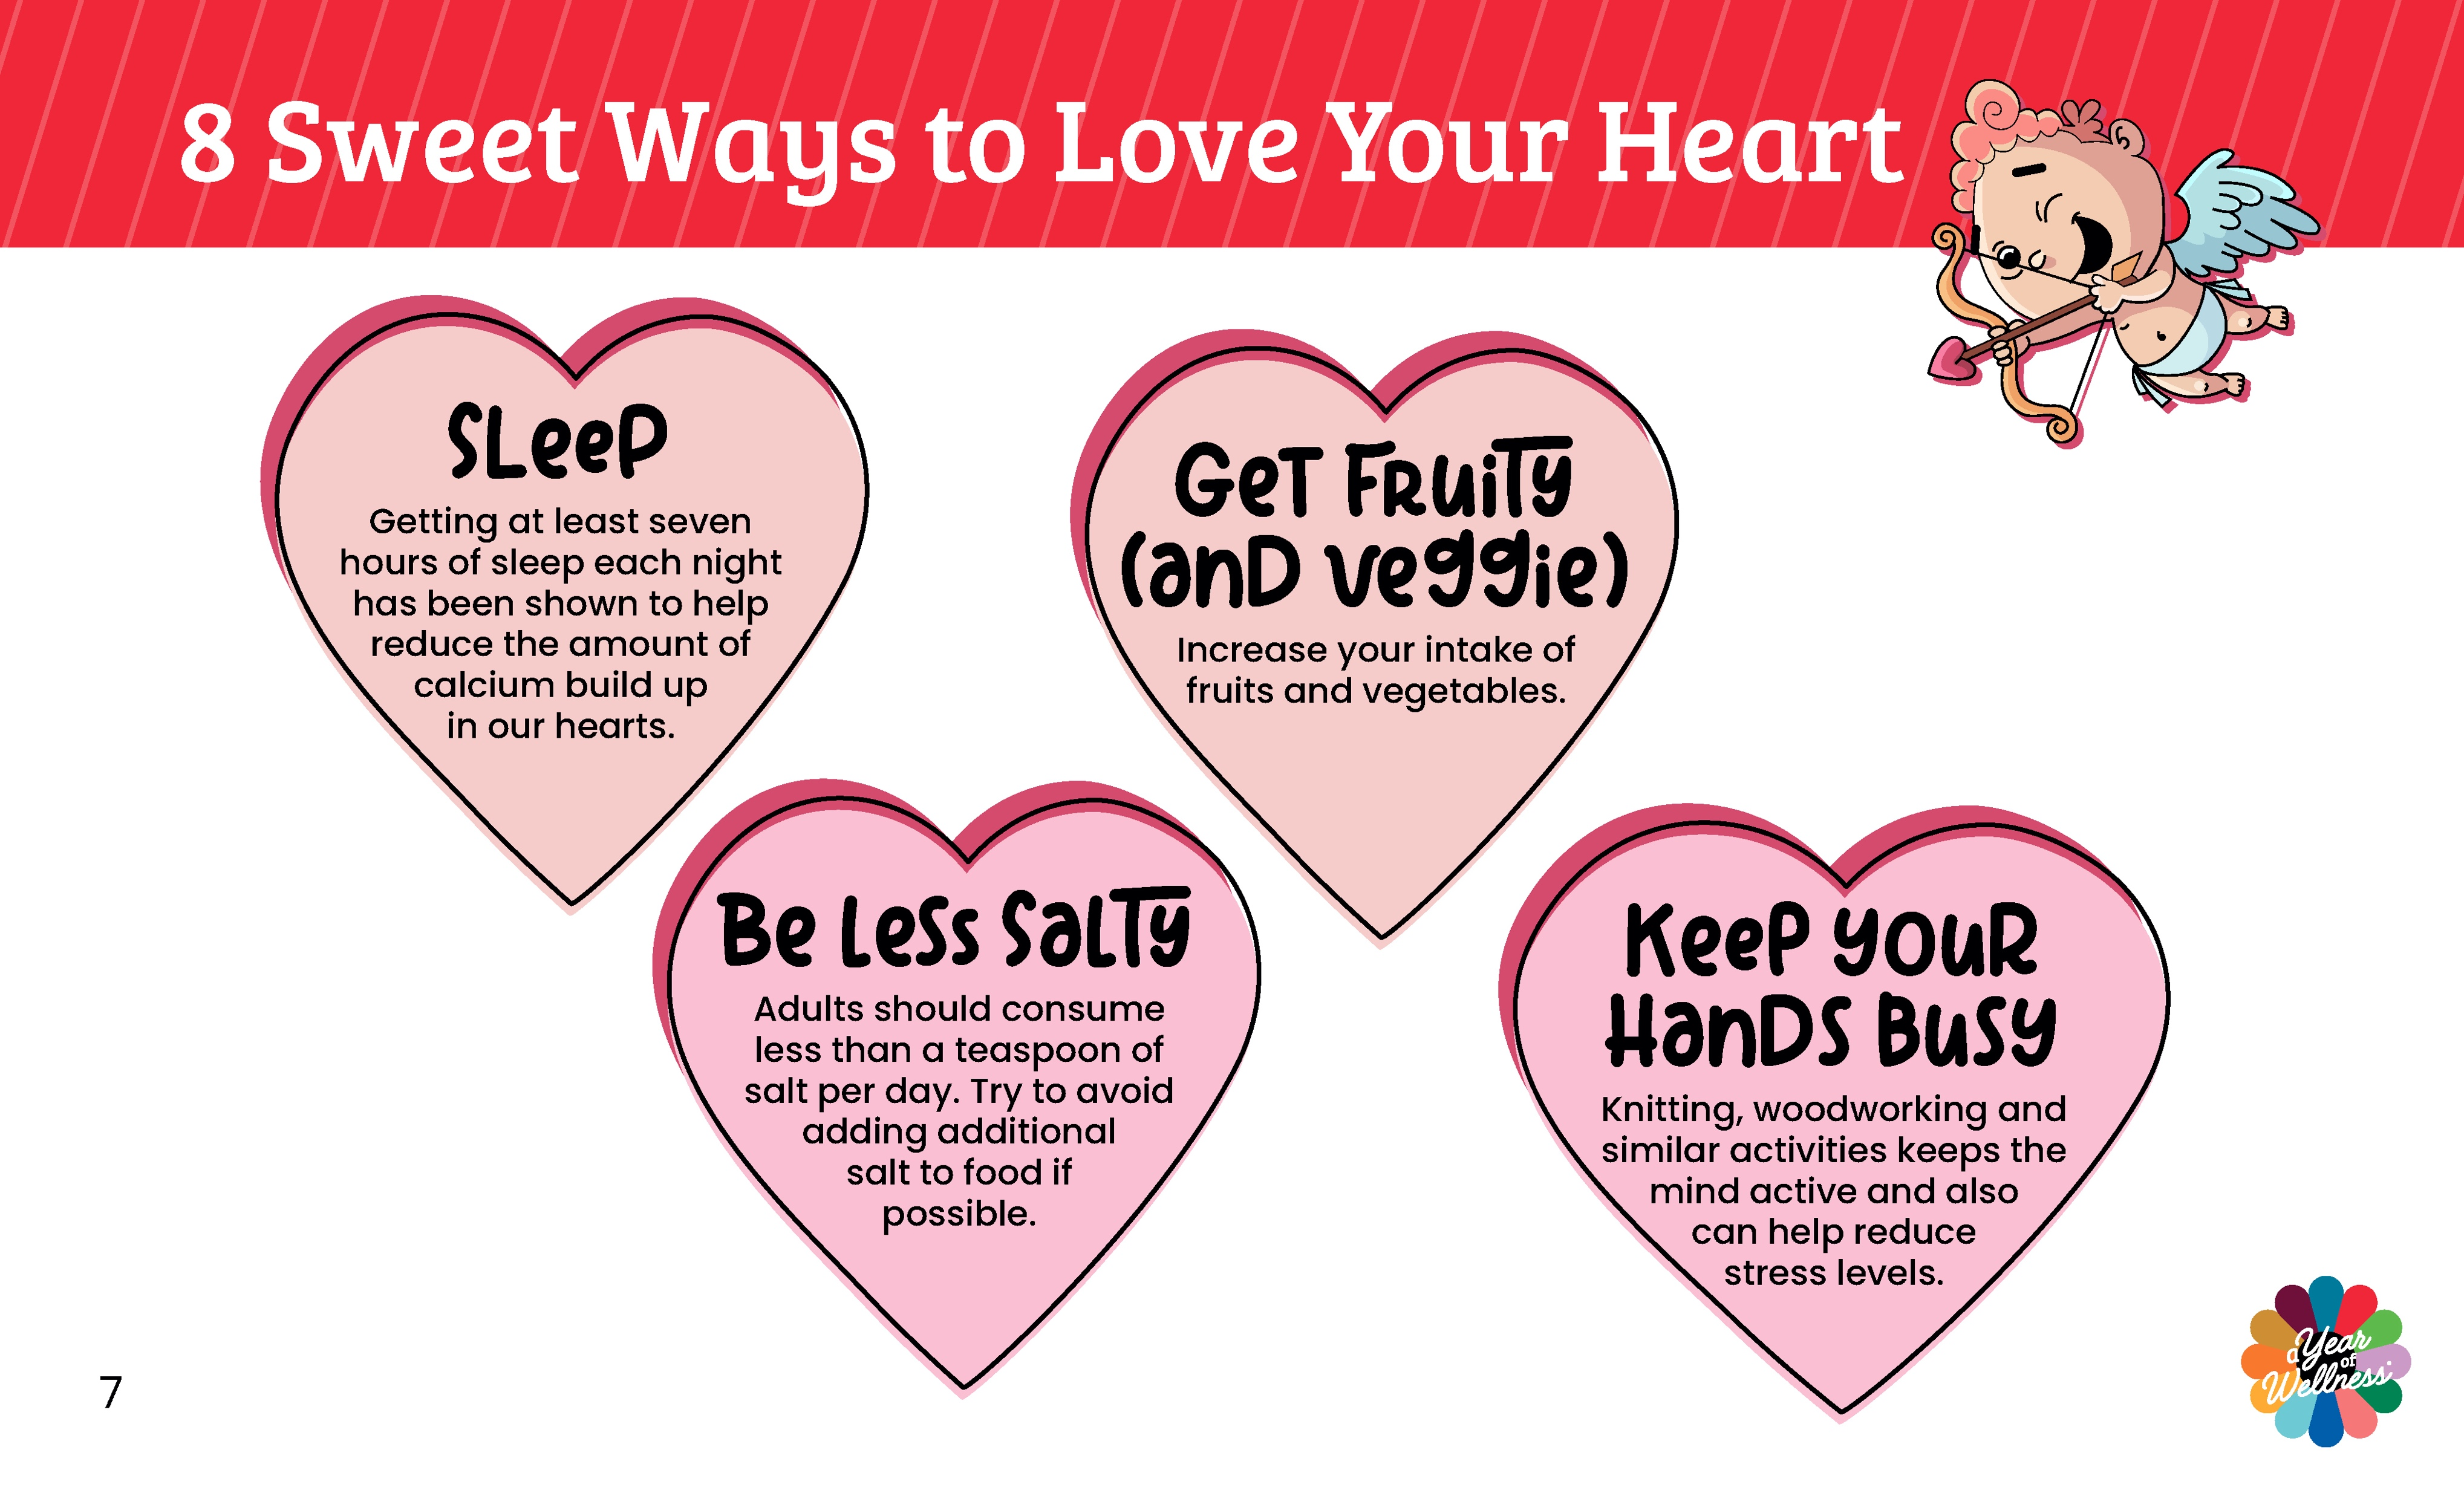 8 Sweet Ways to Love Your Heart
SLeeP
Getting at least seven
hours of sleep each night
has been shown to help
reduce the amount of
calcium build up
in our hearts.
GeT FRuiTy
(anD veggie)
Increase your intake of
fruits and vegetables.
Be Less SaLTy
Adults should consume
less than a teaspoon of
salt per day. Try to avoid
adding additional
salt to food if
possible.
KeeP youR
HanDs Busy
Knitting, woodworking and
similar activities keeps the
mind active and also
can help reduce
stress levels.
7
a Year
of
Wellness